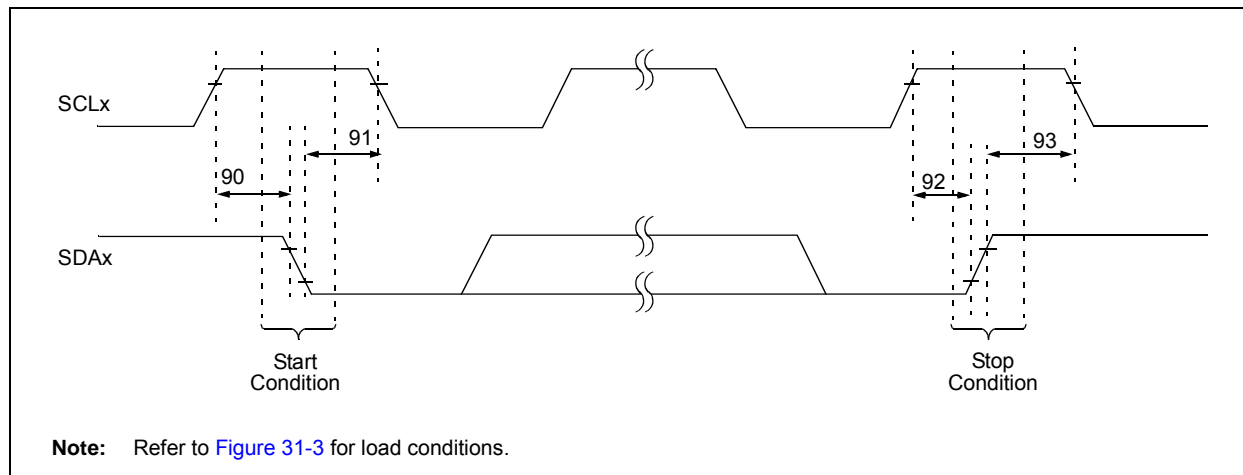 SCLx
91
93
90
92
SDAx
Start
Condition
Stop
Condition
Note: Refer to Figure 31-3 for load conditions.